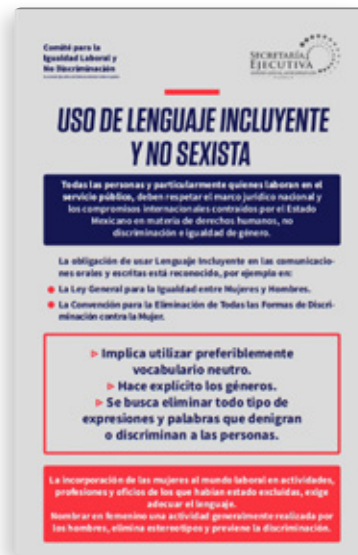 Comité para la
Igualdad Laboral y
No Discriminación
SECRETARÍA
EJECUTIVA
USO DE LENGUAJE INCLUYENTE
Y NO SEXISTA
Todas las personas y particularmente quienes laboran en el
servicio público, deben respetar el marco jurídico nacional y
los compromisos internacionales contraídos por el Estado
Mexicano en materia de derechos humanos, no
discriminación e igualdad de género.
La obligación de usar Lenguaje Incluyente en las comunicacio-
nes orales y escritas está reconocido, por ejemplo en:
La Ley General para la Igualdad entre Mujeres y Hombres.
La Convención para la Eliminación de Todas las Formas de Discri-
minación contra la Mujer.
Implica utilizar preferiblemente
vocabulario neutro.
Hace explícito los géneros.
Se busca eliminar todo tipo de
expresiones y palabras que denigran
o discriminan a las personas.
La incorporación de las mujeres al mundo laboral en actividades,
profesiones y oficios de los que habían estado excluidas, exige
adecuar el lenguaje.
Nombrar en femenino una actividad generalmente realizada por
los hombres, elimina estereotipos y previene la discriminación.